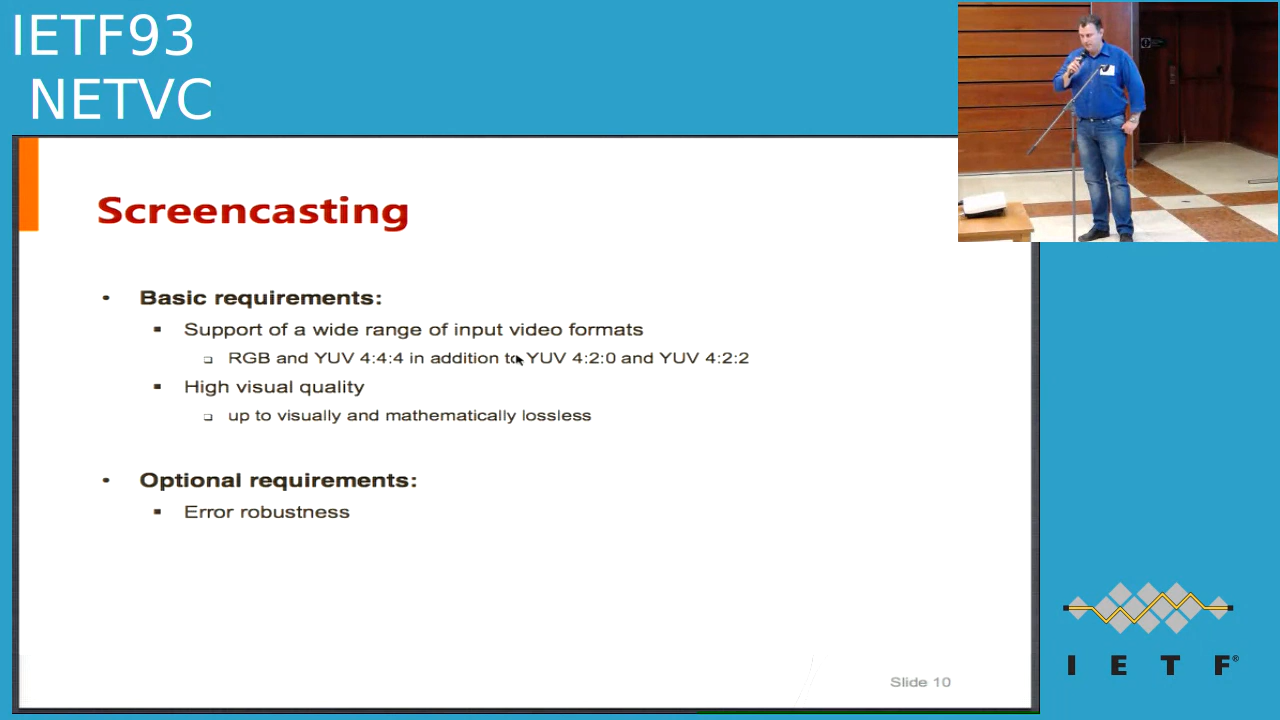 IETF93
NETVC
Screencasting
• Basic requirements:
▪ Support of a wide range of input video formats
❑ RGB and YUV 4:4:4 in addition to YUV 4:2:0 and YUV 4:2:2
▪ High visual quality
❑ up to visually and mathematically lossless
• Optional requirements:
▪ Error robustness
Slide 10
I E T F®